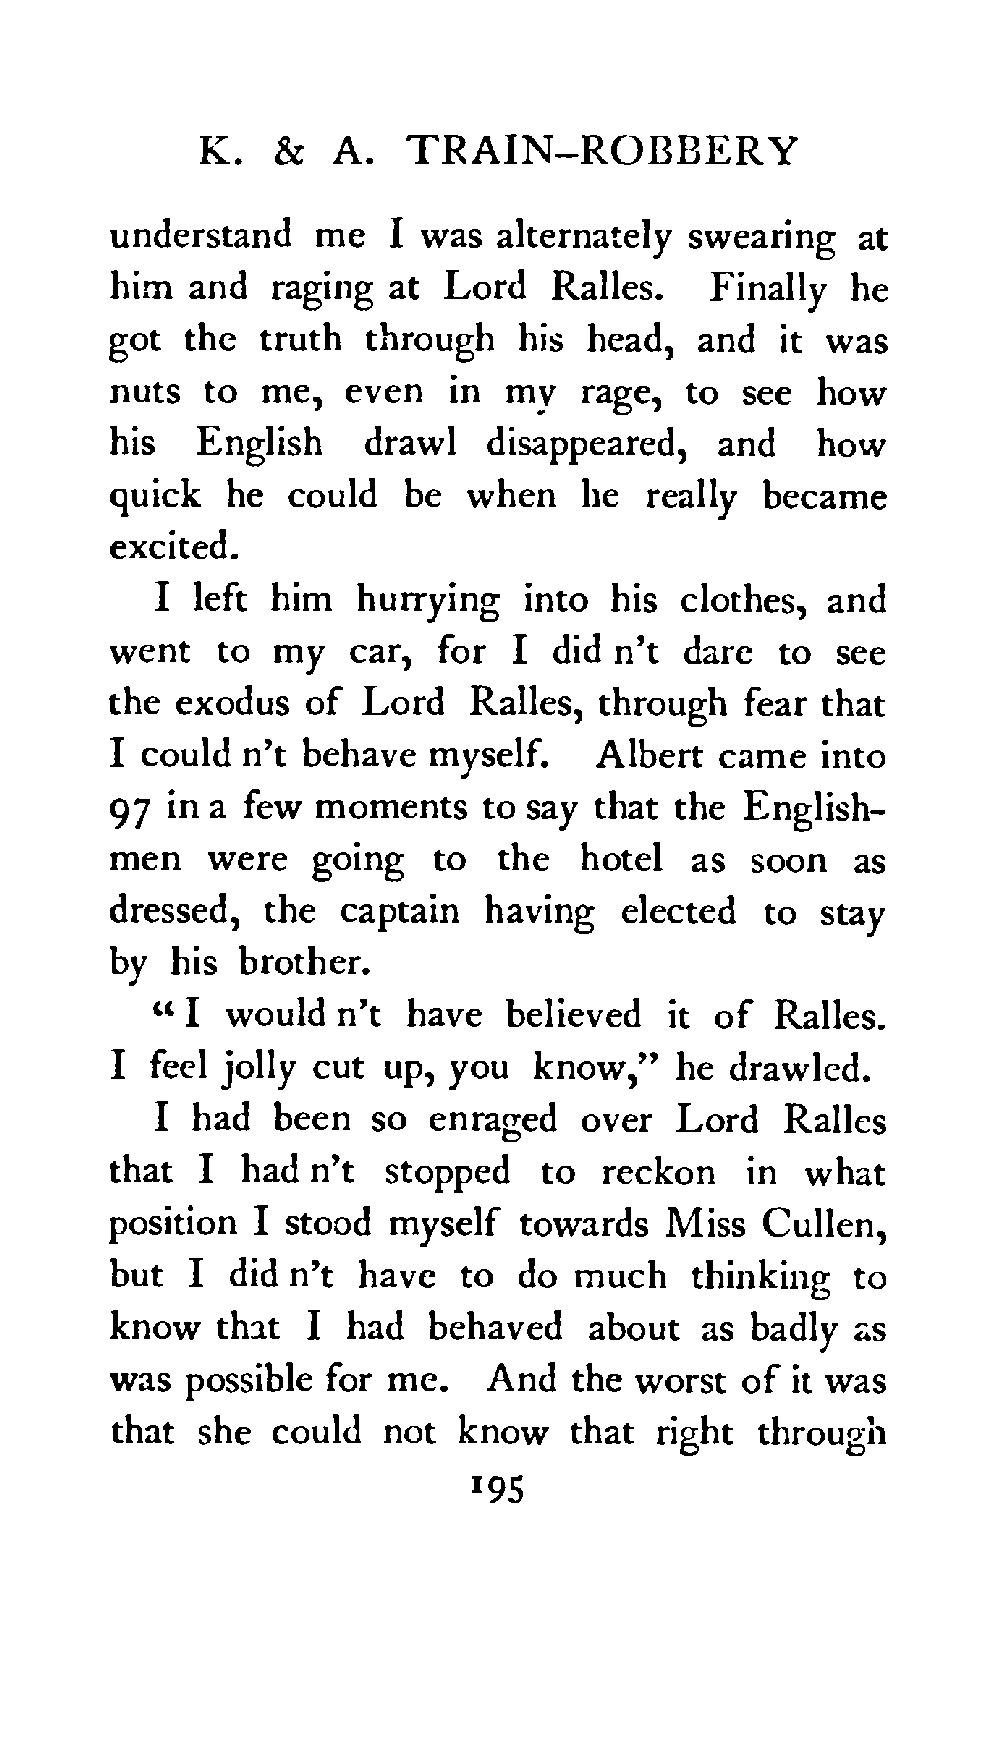 K. & A. TRAIN-ROBBERY
understand me I was alternately swearing at
him and raging at Lord Ralles. Finally he
got the truth through his head, and it was
nuts to me, even in my rage, to see how
his English drawl disappeared, and how
quick he could be when he really became
excited.
I left him hurrying into his clothes, and
went to my car, for I did n't dare to see
the exodus of Lord Ralles, through fear that
I could n't behave myself. Albert came into
97 in a few moments to say that the English-
men were going to the hotel as soon as
dressed, the captain having elected to stay
by his brother.
“ I would n't have believed it of Ralles.
I feel jolly cut up, you know,” he drawled.
I had been so enraged over Lord Ralles
that I had n't stopped to reckon in what
position I stood myself towards Miss Cullen,
but I did n't have to do much thinking to
know that I had behaved about as badly as
was possible for me. And the worst of it was
that she could not know that right through
195